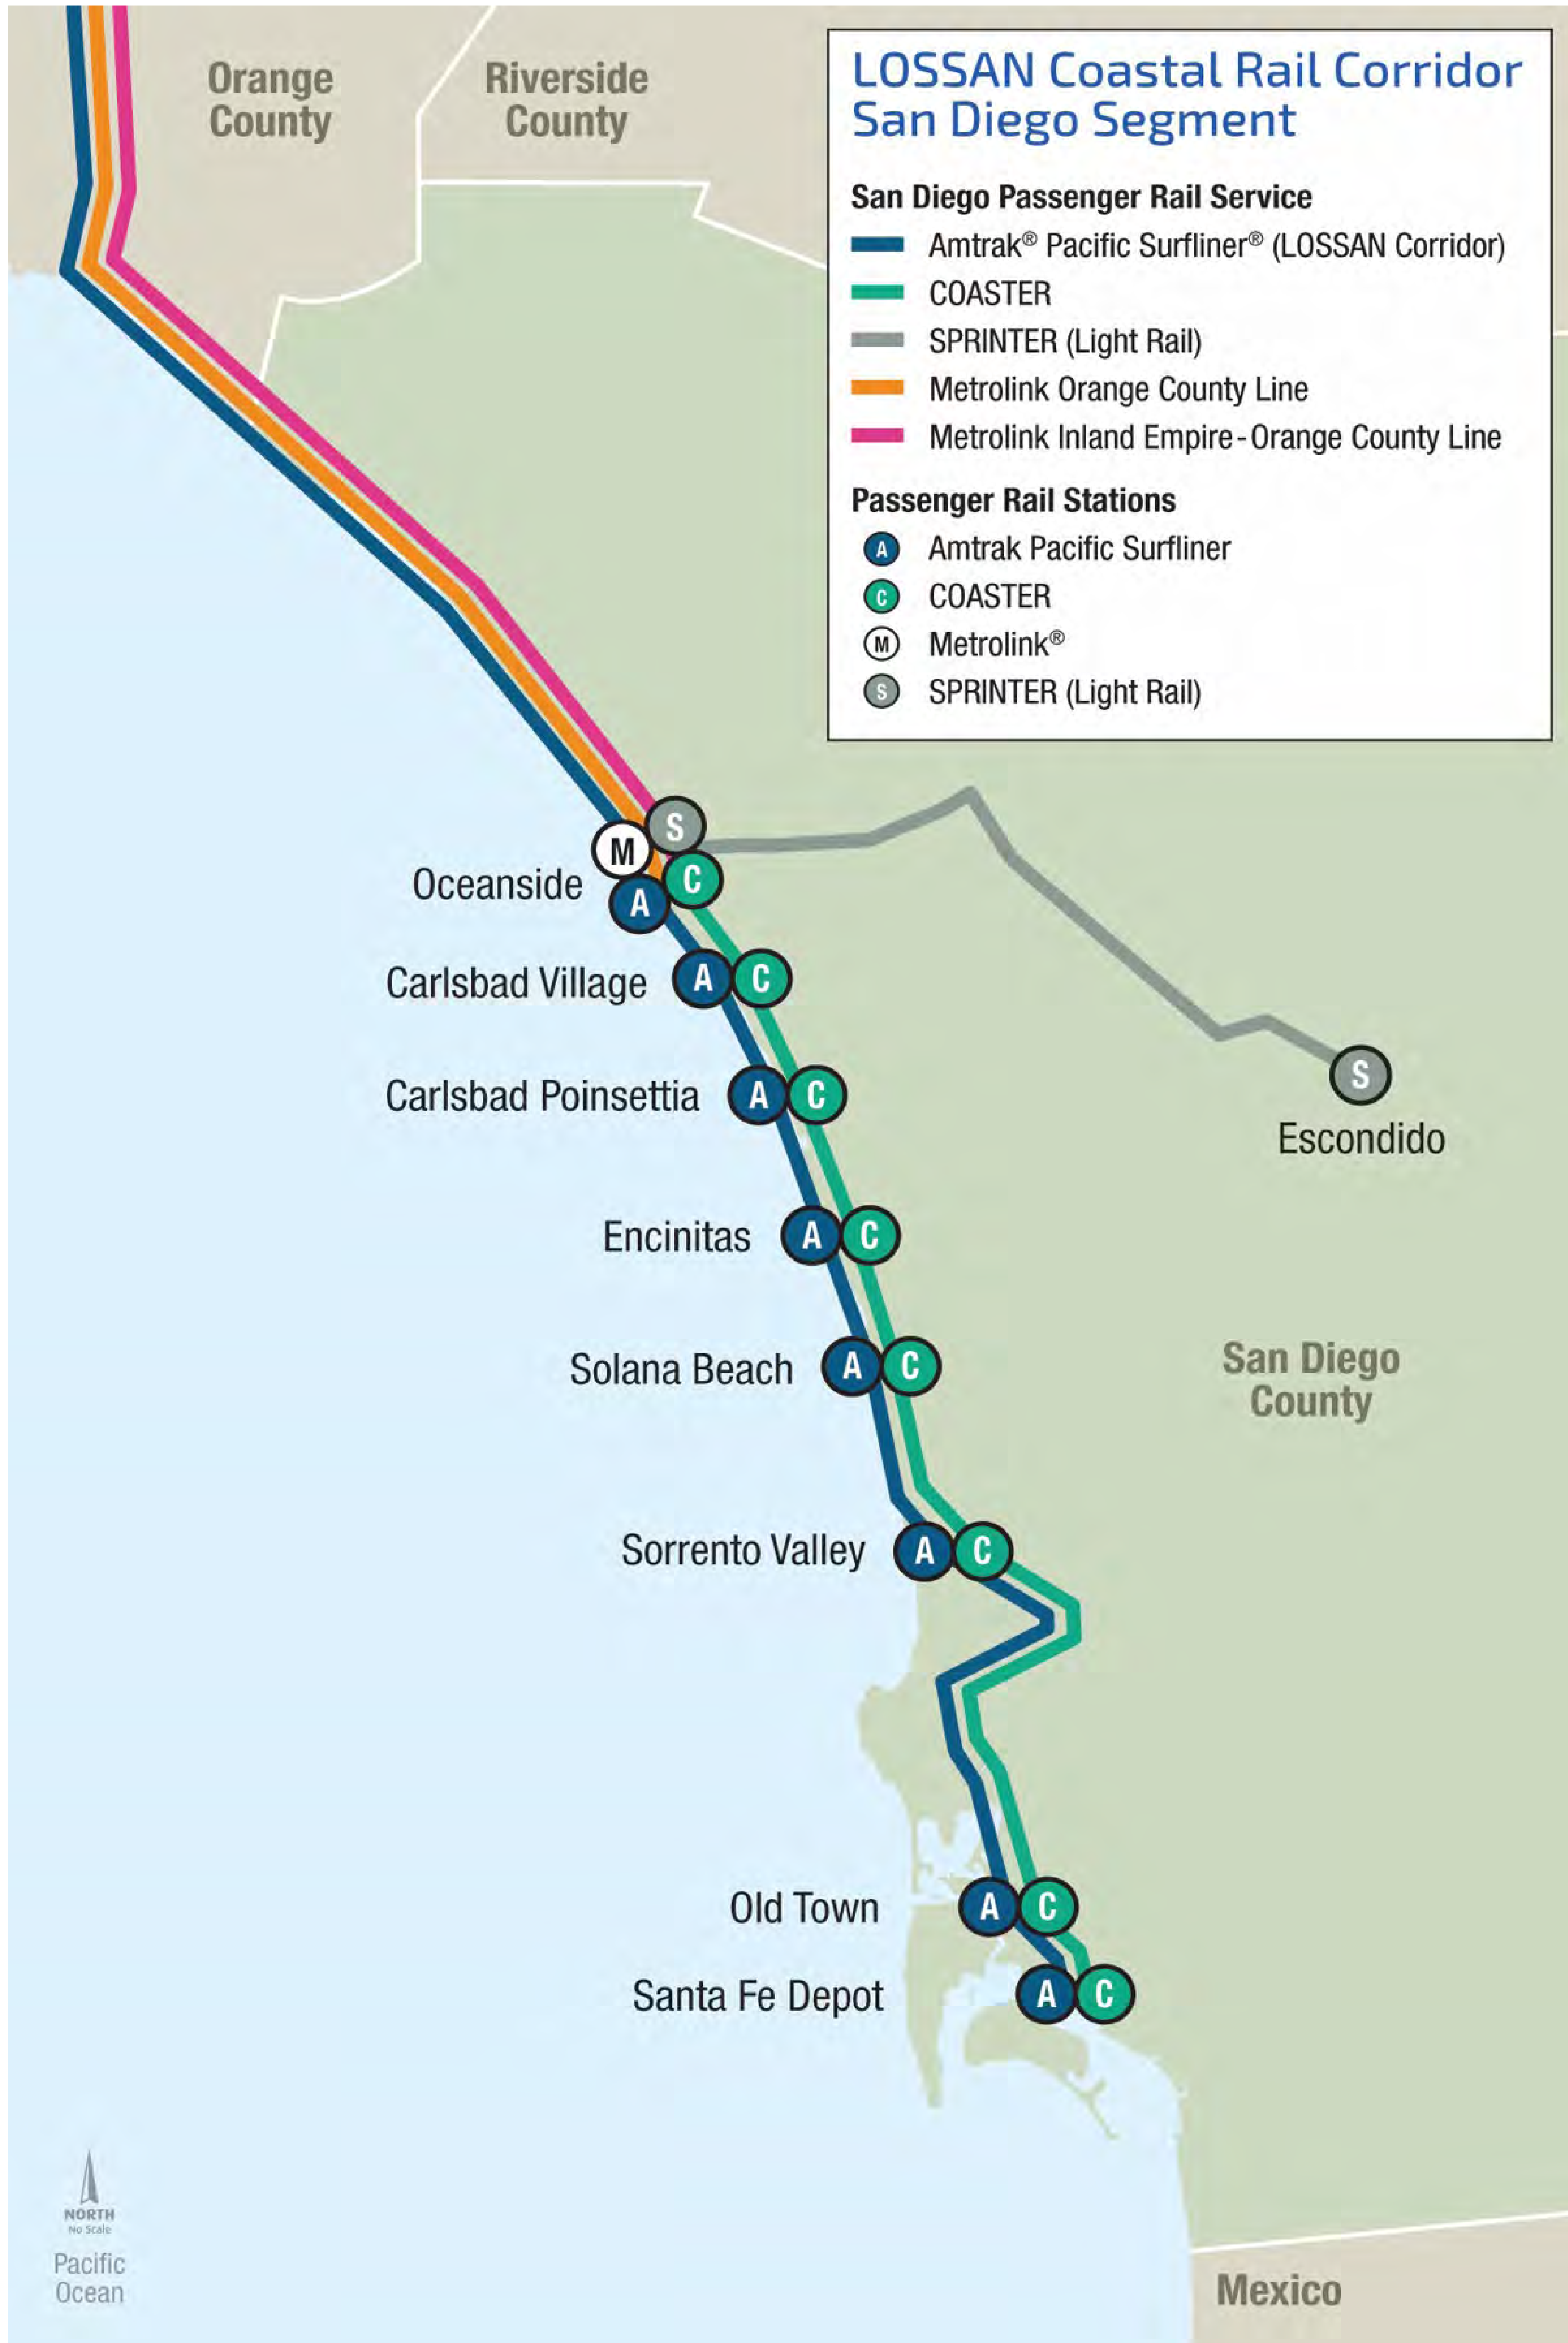 Orange
County
Riverside
County
LOSSAN Coastal Rail Corridor
San Diego Segment
San Diego Passenger Rail Service
Amtrak® Pacific Surfliner® (LOSSAN Corridor)
COASTER
SPRINTER (Light Rail)
Metrolink Orange County Line
Metrolink Inland Empire-Orange County Line
Passenger Rail Stations
A Amtrak Pacific Surfliner
C COASTER
M Metrolink®
S SPRINTER (Light Rail)
S
M
C
Oceanside A
Carlsbad Village A C
S
Carlsbad Poinsettia A C
Escondido
Encinitas A C
Solana Beach A C
San Diego
County
Sorrento Valley A C
Old Town A C
Santa Fe Depot A C
NORTH
No Scale
Pacific
Ocean
Mexico